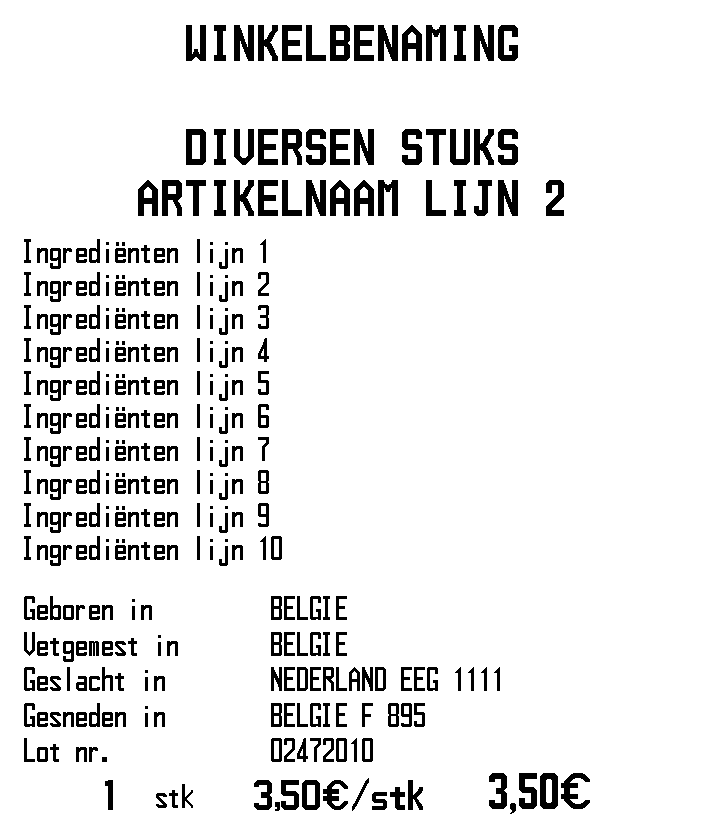 WINKELBENAMING
DIVERSEN STUKS
ARTIKELNAAM LIJN 2
Ingrediënten lijn 1
Ingrediënten lijn 2
Ingrediënten lijn 3
Ingrediënten lijn 4
Ingrediënten lijn 5
Ingrediënten lijn 6
Ingrediënten lijn 7
Ingrediënten lijn 8
Ingrediënten lijn 9
Ingrediënten lijn 10
Geboren in BELGIE
Vetgemest in BELGIE
Geslacht in NEDERLAND EEG 1111
Gesneden in BELGIE F 895
Lot nr. 02472010
1 stk 3,50€/stk 3,50€